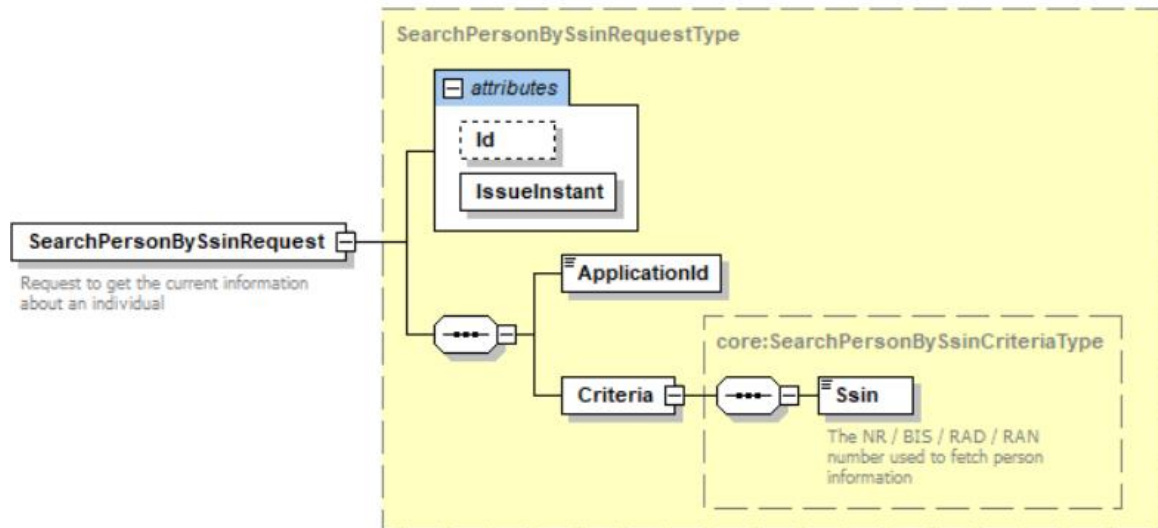 SearchPersonBySsinRequestType
attributes
Id
IssueInstant
SearchPersonBySsinRequest
Request to get the current information
about an individual
ApplicationId
core:SearchPersonBySsinCriteriaType
Criteria
Ssin
The NR / BIS / RAD / RAN
number used to fetch person
information